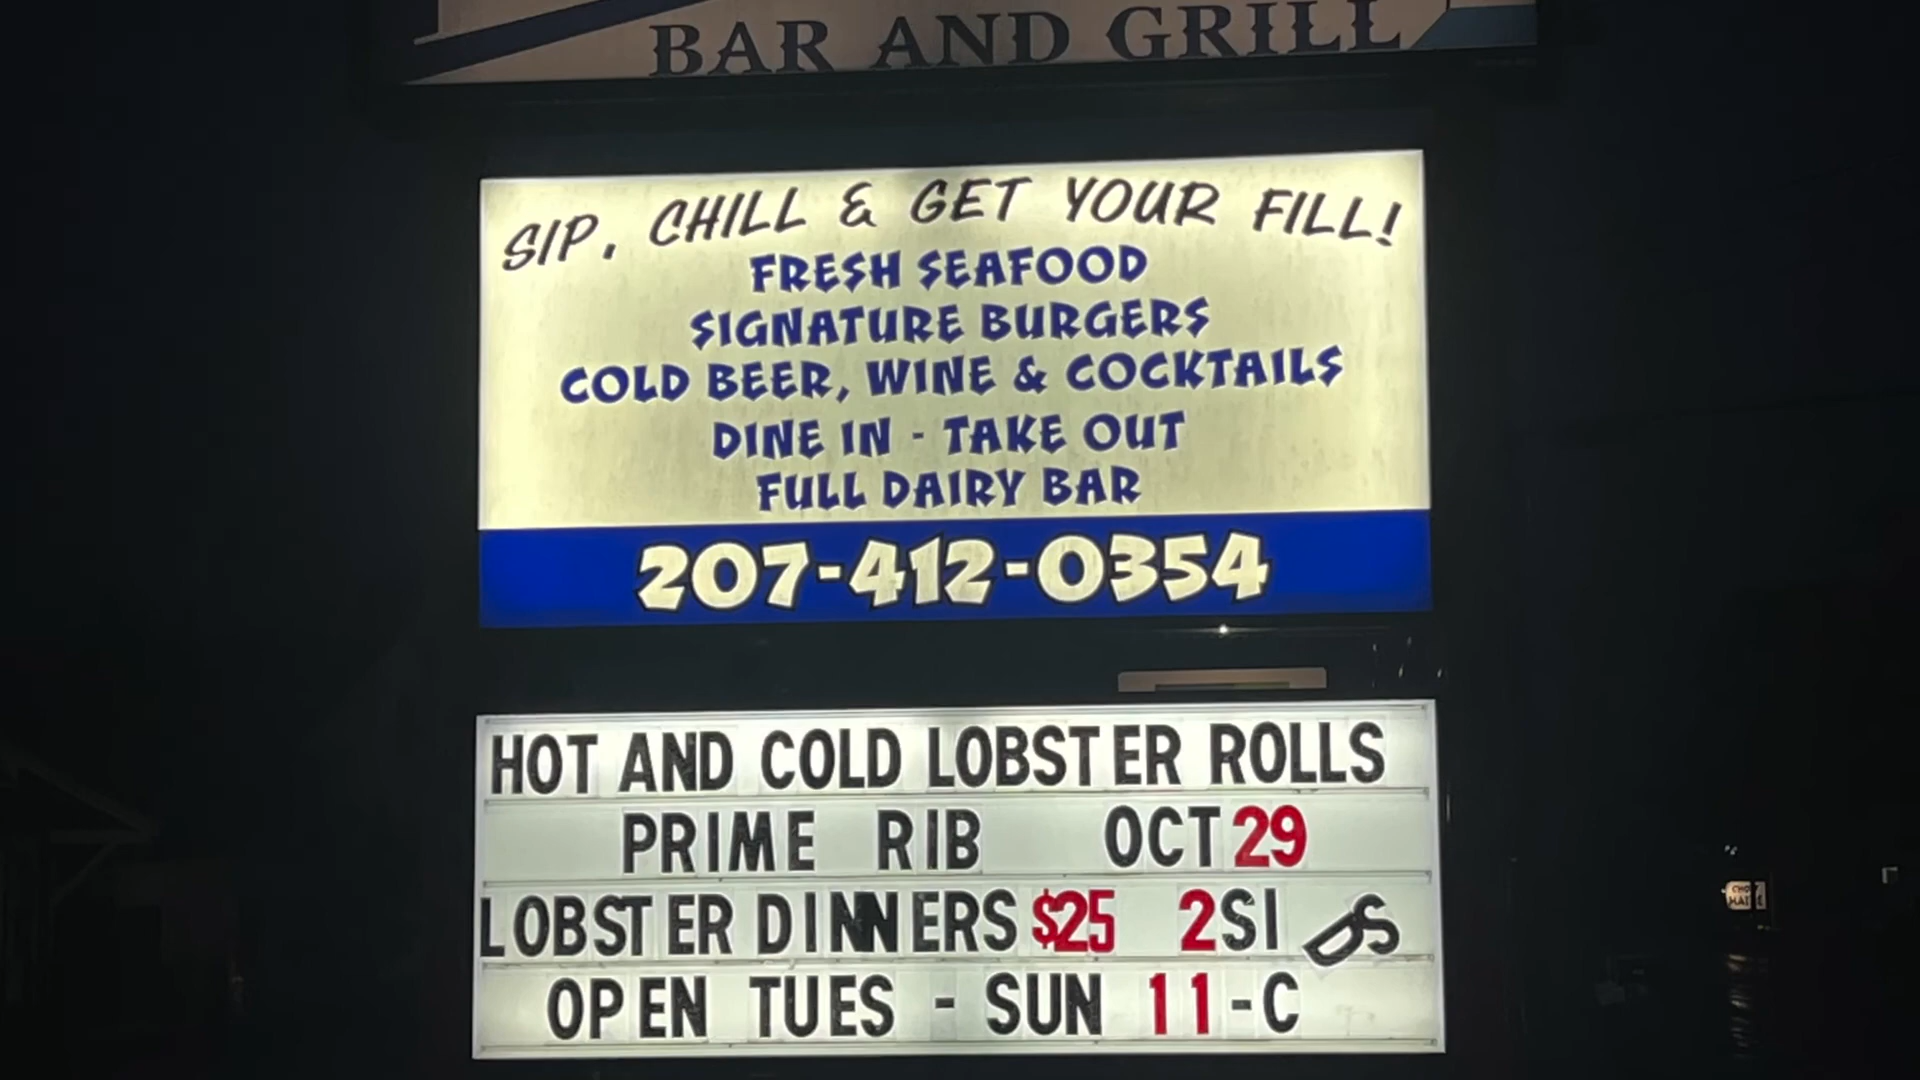 BAR AND GRILL
SIP, CHILL & GET YOUR FILL!
FRESH SEAFOOD
SIGNATURE BURGERS
COLD BEER, WINE & COCKTAILS
DINE IN - TAKE OUT
FULL DAIRY BAR
207-412-0354
HOT AND COLD LOBSTER ROLLS
PRIME RIB OCT 29
LOBSTER DINNERS $25 2SIDS
OPEN TUES - SUN 11-C